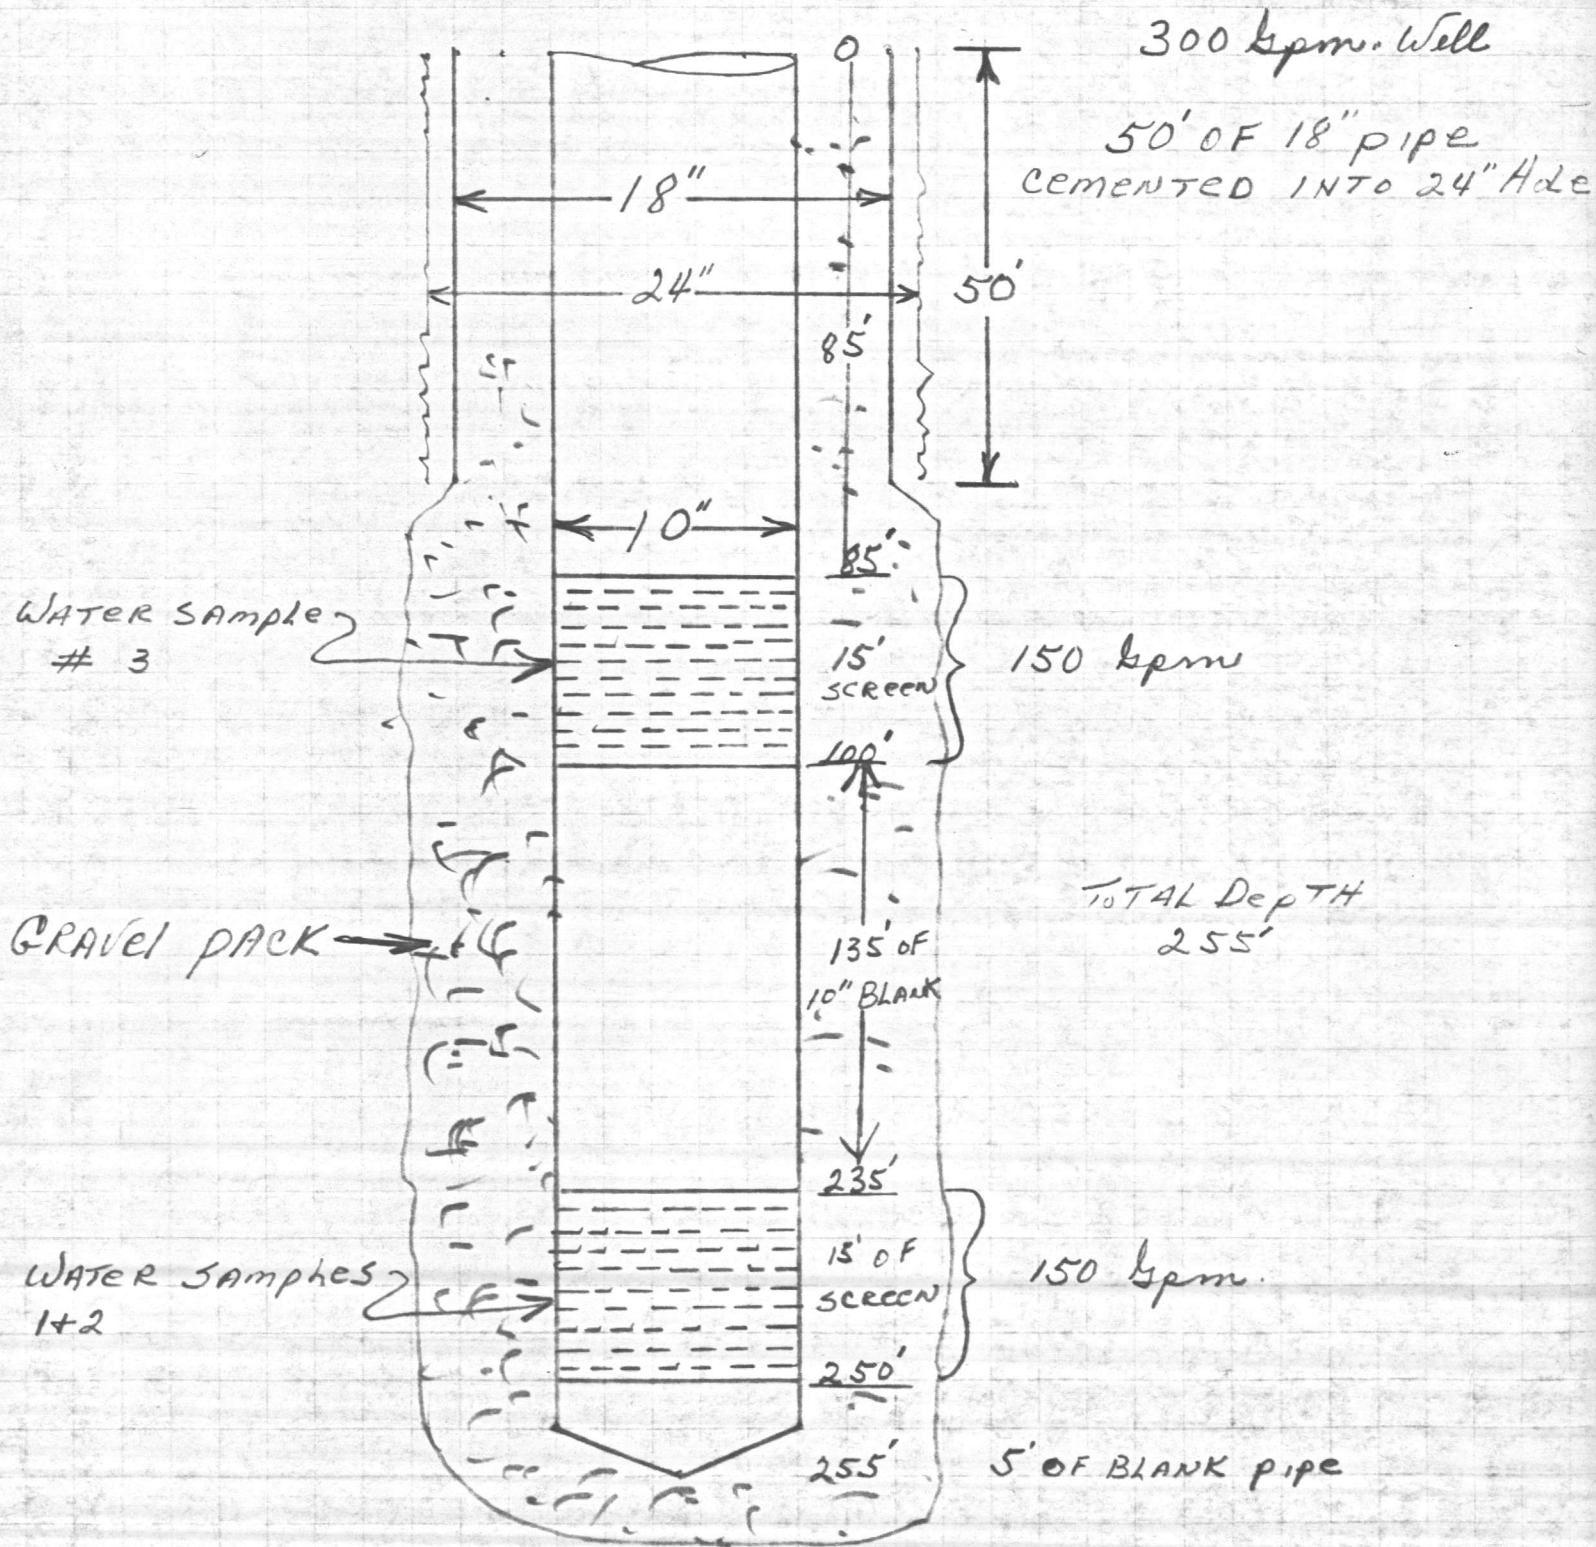 0
300 Gpm. Well
50' OF 18" pipe
CEMENTED INTO 24" Hole
18"
24"
50'
85'
10"
85'
WATER SAMPLE
# 3
15'
SCREEN
150 Gpm
100'
TOTAL DEPTH
255'
GRAVEL PACK
135' OF
10" BLANK
235'
WATER SAMPLES
1+2
15' OF
SCREEN
150 Gpm.
250'
255'
5' OF BLANK pipe